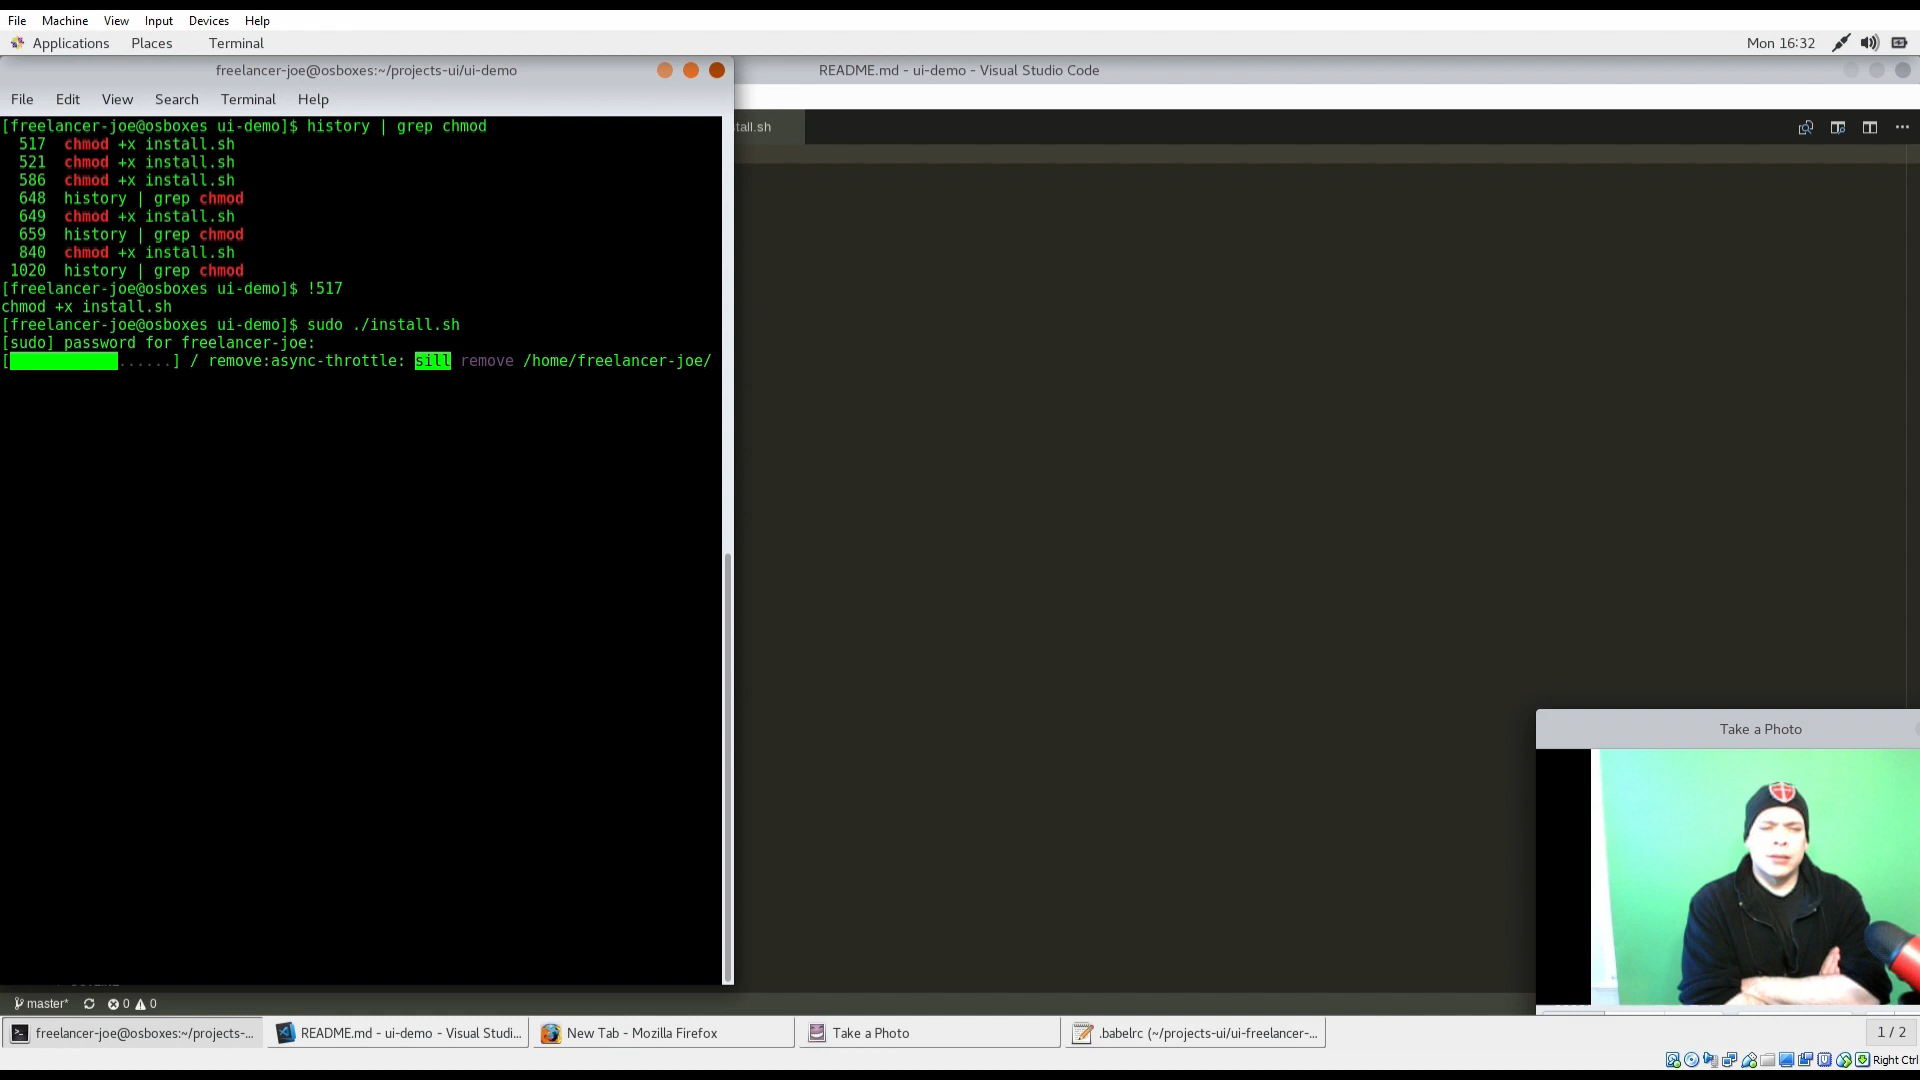 File Machine View Input Devices Help
Applications Places Terminal Mon 16:32
freelancer-joe@osboxes:~/projects-ui/ui-demo
README.md - ui-demo - Visual Studio Code
File Edit View Search Terminal Help
tall.sh
[freelancer-joe@osboxes ui-demo]$ history | grep chmod
517 chmod +x install.sh
521 chmod +x install.sh
586 chmod +x install.sh
648 history | grep chmod
649 chmod +x install.sh
659 history | grep chmod
840 chmod +x install.sh
1020 history | grep chmod
[freelancer-joe@osboxes ui-demo]$ !517
chmod +x install.sh
[freelancer-joe@osboxes ui-demo]$ sudo ./install.sh
[sudo] password for freelancer-joe:
[ ......] / remove:async-throttle: sill remove /home/freelancer-joe/
Take a Photo
master* 0 0
freelancer-joe@osboxes:~/projects-...
README.md - ui-demo - Visual Studi...
New Tab - Mozilla Firefox
Take a Photo
.babelrc (~/projects-ui/ui-freelancer-...
1 / 2
Right Ctrl